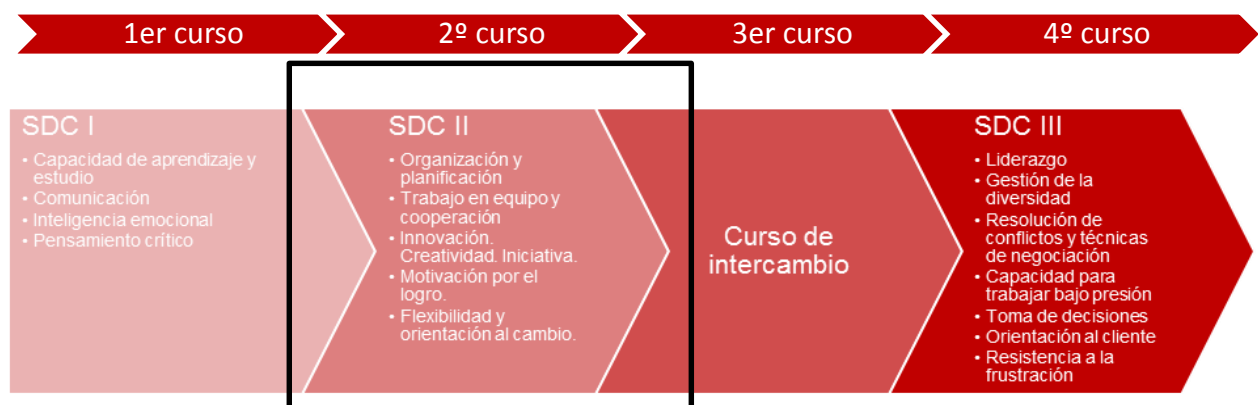 1er curso
2º curso
3er curso
4º curso
SDC I
• Capacidad de aprendizaje y
estudio
• Comunicación
• Inteligencia emocional
• Pensamiento crítico
SDC II
• Organización y
planificación
• Trabajo en equipo y
cooperación
• Innovación.
Creatividad. Iniciativa.
• Motivación por el
logro.
• Flexibilidad y
orientación al cambio.
Curso de
intercambio
SDC III
• Liderazgo
• Gestión de la
diversidad
• Resolución de
conflictos y técnicas
de negociación
• Capacidad para
trabajar bajo presión
• Toma de decisiones
• Orientación al cliente
• Resistencia a la
frustración